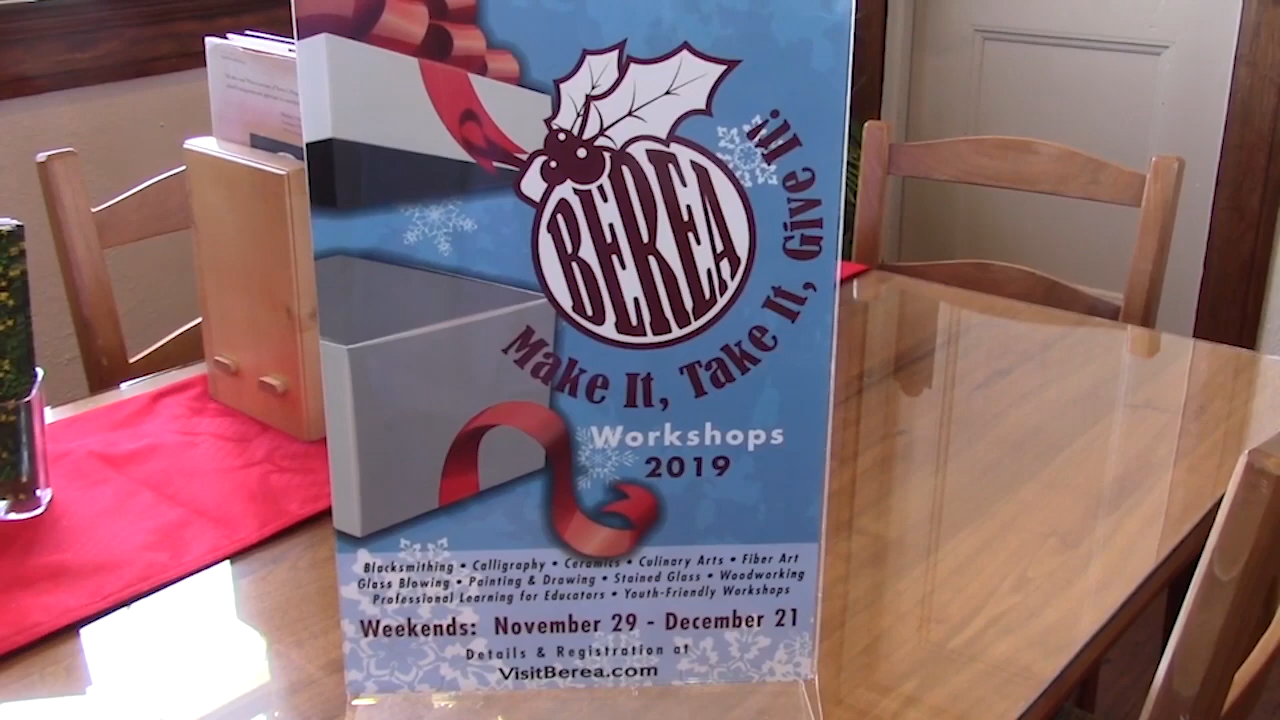 BEREA
Make It, Take It, Give It!
Workshops
2019
Blacksmithing • Calligraphy • Ceramics • Culinary Arts • Fiber Art
Glass Blowing • Painting & Drawing • Stained Glass • Woodworking
Professional Learning for Educators • Youth-Friendly Workshops
Weekends: November 29 - December 21
Details & Registration at
VisitBerea.com